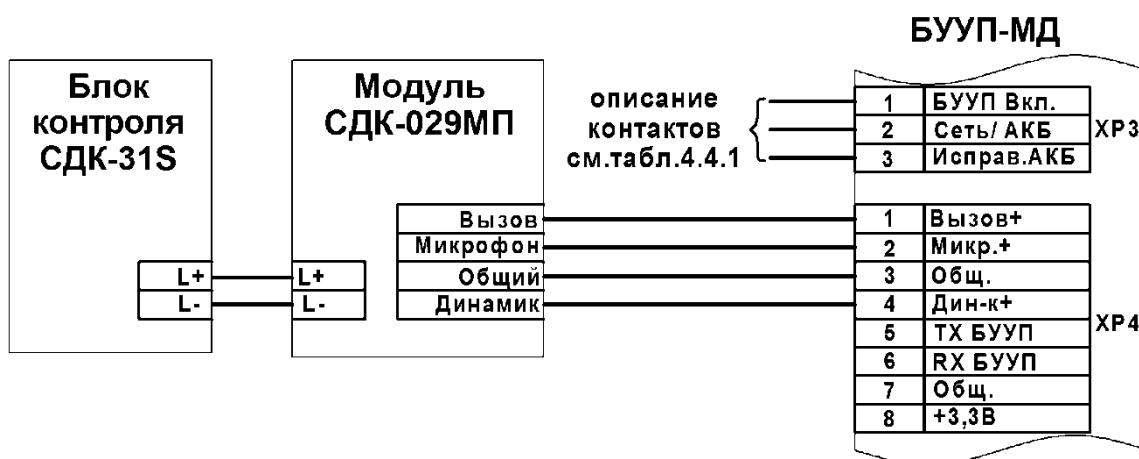 БУУП-МД
Блок
контроля
СДК-31S
L+
L-
Модуль
СДК-029МП
L+
L-
Вызов
Микрофон
Общий
Динамик
описание
контактов
см.табл.4.4.1
1 БУУП Вкл.
2 Сеть/ АКБ
3 Исправ.АКБ
XP3
1 Вызов+
2 Микр.+
3 Общ.
4 Дин-к+
5 TX БУУП
6 RX БУУП
7 Общ.
8 +3,3В
XP4